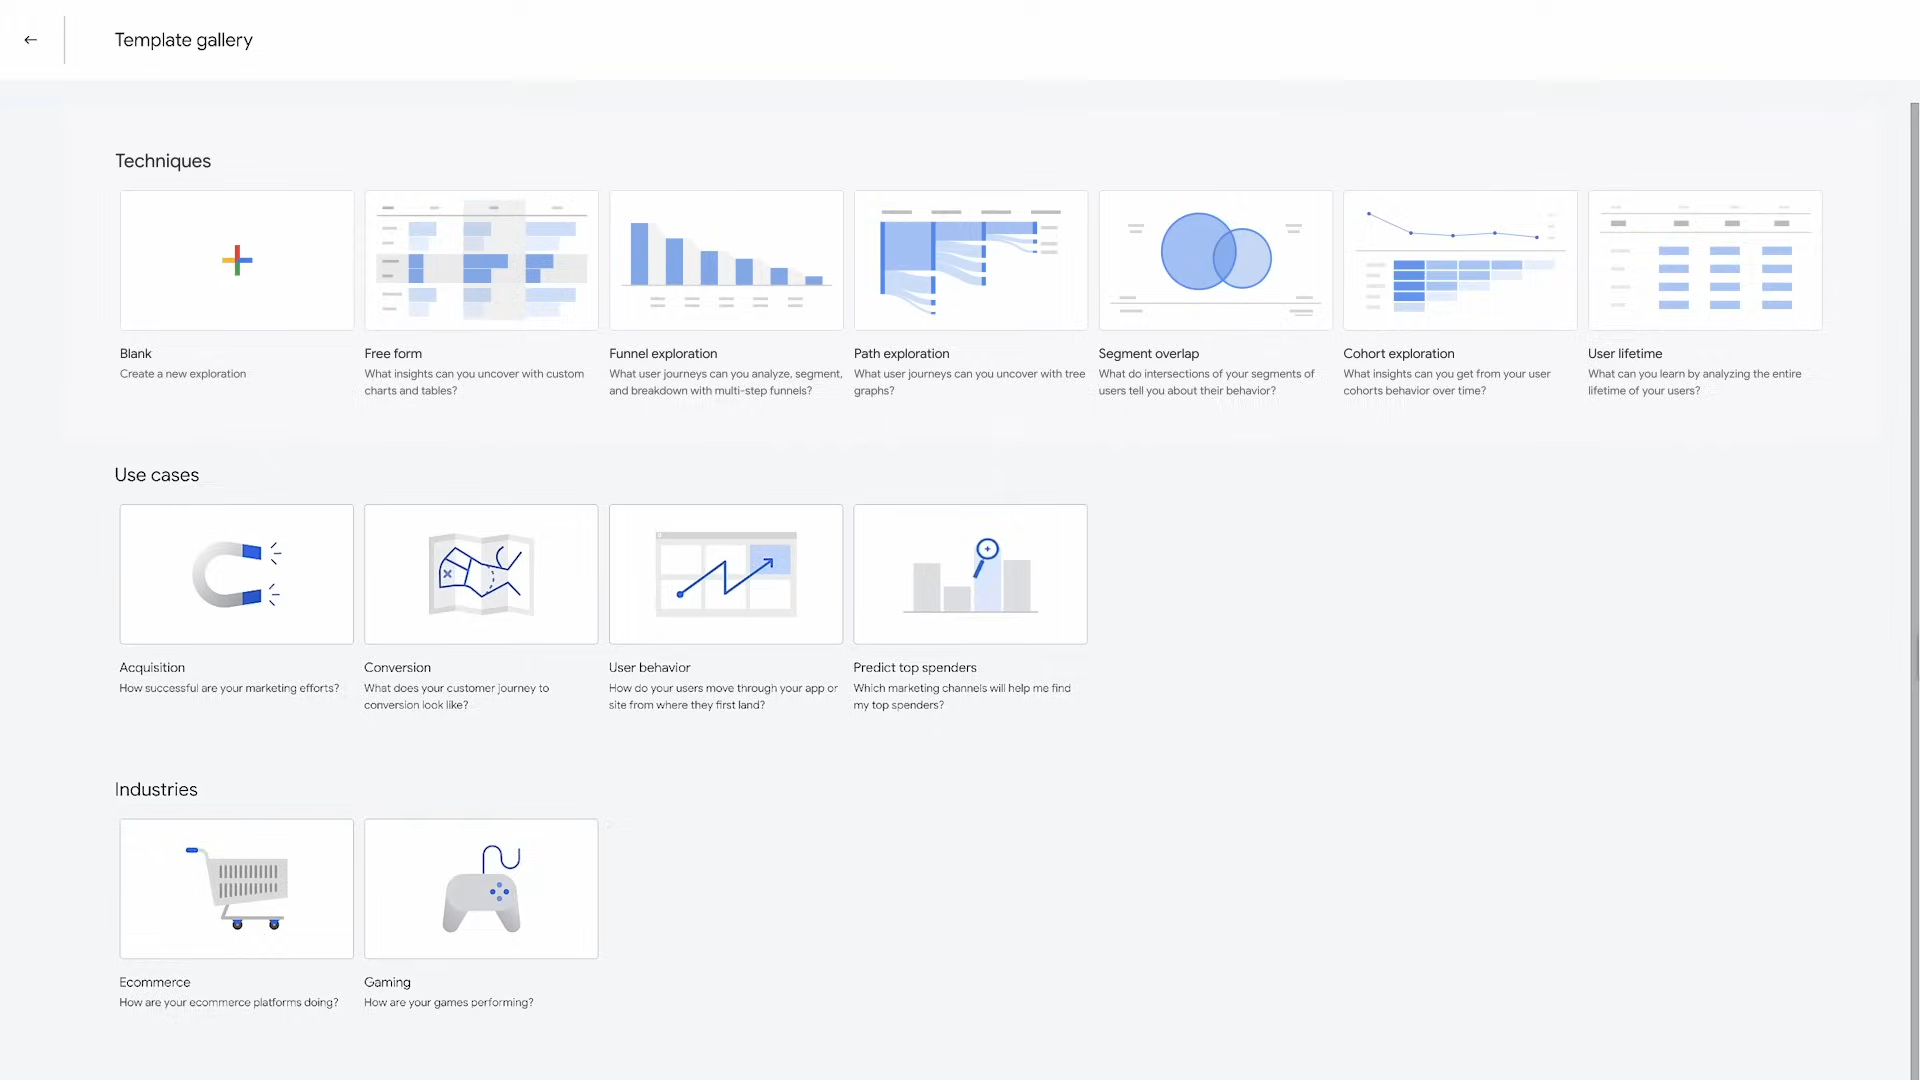 Template gallery
Techniques
Blank
Create a new exploration
Free form
What insights can you uncover with custom
charts and tables?
Funnel exploration
What user journeys can you analyze, segment,
and breakdown with multi-step funnels?
Path exploration
What user journeys can you uncover with tree
graphs?
Segment overlap
What do intersections of your segments of
users tell you about their behavior?
Cohort exploration
What insights can you get from your user
cohorts behavior over time?
User lifetime
What can you learn by analyzing the entire
lifetime of your users?
Use cases
Acquisition
How successful are your marketing efforts?
Conversion
What does your customer journey to
conversion look like?
User behavior
How do your users move through your app or
site from where they first land?
Predict top spenders
Which marketing channels will help me find
my top spenders?
Industries
Ecommerce
How are your ecommerce platforms doing?
Gaming
How are your games performing?